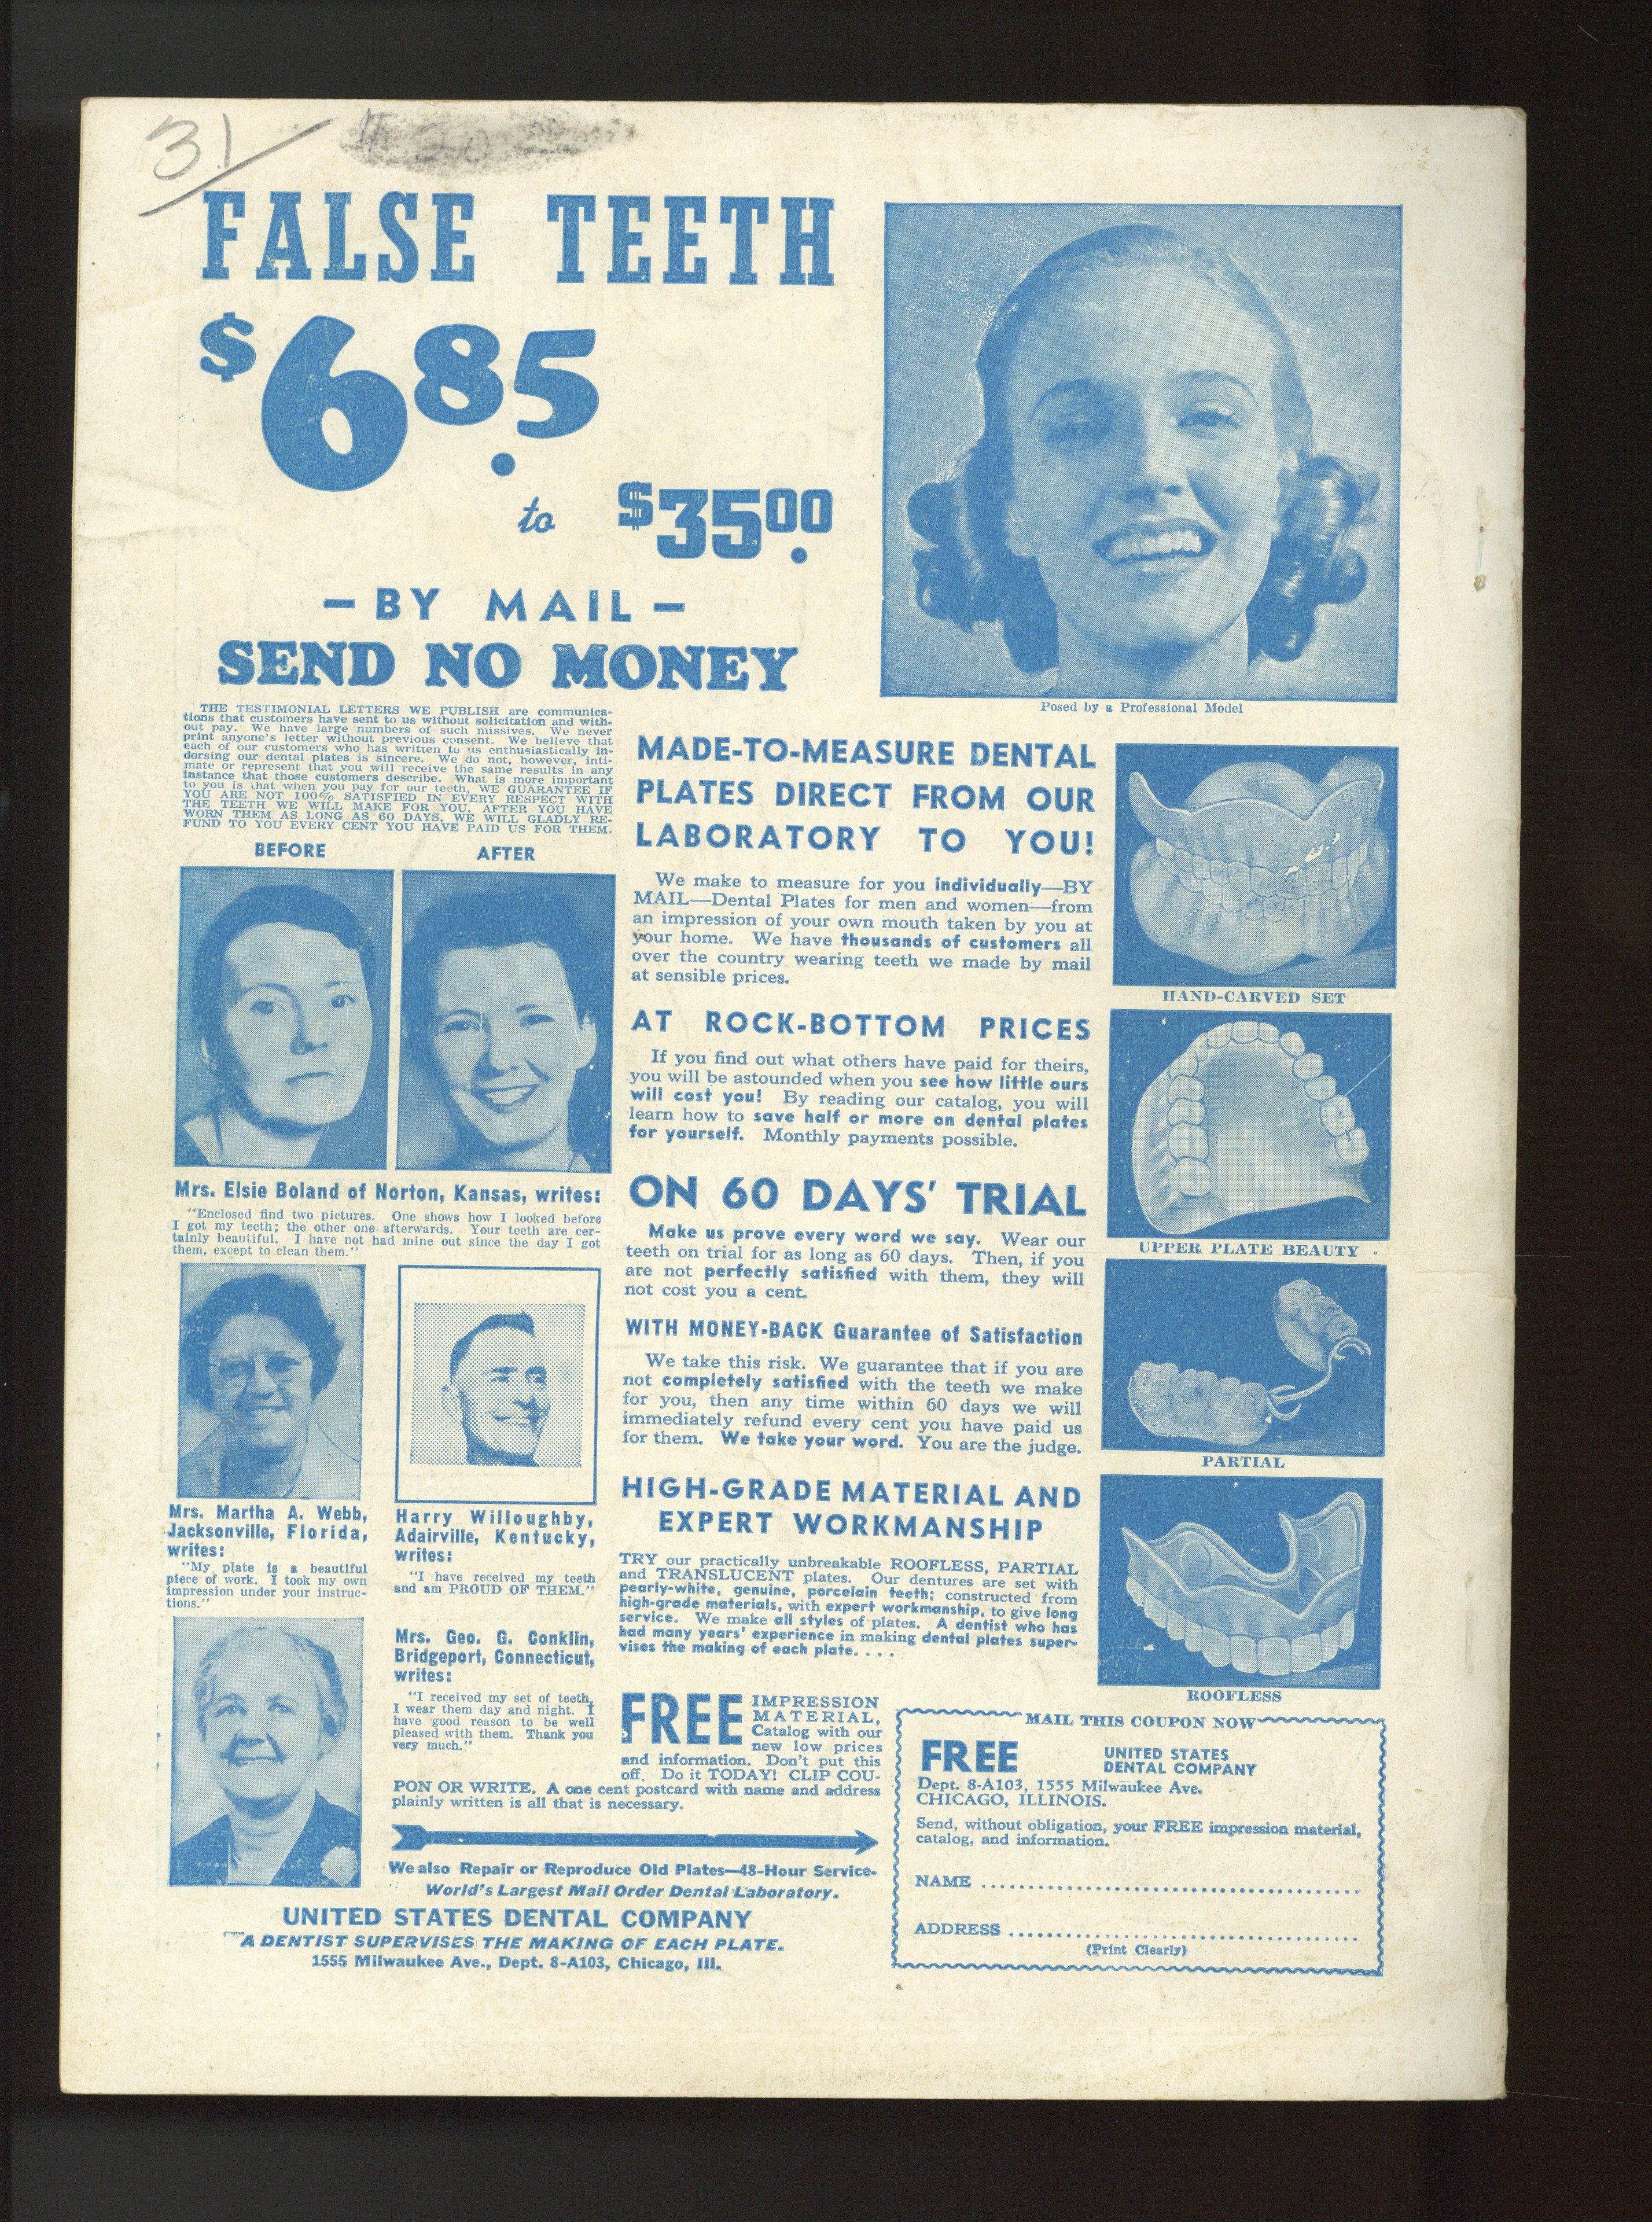 31
FALSE TEETH
$6.85
to $35.00
– BY MAIL –
SEND NO MONEY
Posed by a Professional Model
THE TESTIMONIAL LETTERS WE PUBLISH are communica-
tions that customers have sent to us without solicitation and with-
out pay. We have large numbers of such missives. We never
print anyone's letter without previous consent. We believe that
each of our customers who has written to us enthusiastically in-
dorsing our dental plates is sincere. We do not, however, inti-
mate or represent that you will receive the same results in any
instance that those customers describe. What is more important
to you is that when you pay for our teeth, WE GUARANTEE IF
YOU ARE NOT 100% SATISFIED IN EVERY RESPECT WITH
THE TEETH WE WILL MAKE FOR YOU, AFTER YOU HAVE
WORN THEM AS LONG AS 60 DAYS, WE WILL GLADLY RE-
FUND TO YOU EVERY CENT YOU HAVE PAID US FOR THEM.
BEFORE
AFTER
Mrs. Elsie Boland of Norton, Kansas, writes:
"Enclosed find two pictures. One shows how I looked before
I got my teeth; the other one afterwards. Your teeth are cer-
tainly beautiful. I have not had mine out since the day I got
them, except to clean them."
Mrs. Martha A. Webb,
Jacksonville, Florida,
writes:
"My plate is a beautiful
piece of work. I took my own
impression under your instruc-
tions."
Harry Willoughby,
Adairville, Kentucky,
writes:
"I have received my teeth
and am PROUD OF THEM."
Mrs. Geo. G. Conklin,
Bridgeport, Connecticut,
writes:
"I received my set of teeth,
I wear them day and night. I
have good reason to be well
pleased with them. Thank you
very much."
MADE-TO-MEASURE DENTAL
PLATES DIRECT FROM OUR
LABORATORY TO YOU!
We make to measure for you individually—BY
MAIL—Dental Plates for men and women—from
an impression of your own mouth taken by you at
your home. We have thousands of customers all
over the country wearing teeth we made by mail
at sensible prices.
AT ROCK-BOTTOM PRICES
If you find out what others have paid for theirs,
you will be astounded when you see how little ours
will cost you! By reading our catalog, you will
learn how to save half or more on dental plates
for yourself. Monthly payments possible.
ON 60 DAYS' TRIAL
Make us prove every word we say. Wear our
teeth on trial for as long as 60 days. Then, if you
are not perfectly satisfied with them, they will
not cost you a cent.
WITH MONEY-BACK Guarantee of Satisfaction
We take this risk. We guarantee that if you are
not completely satisfied with the teeth we make
for you, then any time within 60 days we will
immediately refund every cent you have paid us
for them. We take your word. You are the judge.
HIGH-GRADE MATERIAL AND
EXPERT WORKMANSHIP
TRY our practically unbreakable ROOFLESS, PARTIAL
and TRANSLUCENT plates. Our dentures are set with
pearly-white, genuine, porcelain teeth; constructed from
high-grade materials, with expert workmanship, to give long
service. We make all styles of plates. A dentist who has
had many years' experience in making dental plates super-
vises the making of each plate. . . .
HAND-CARVED SET
UPPER PLATE BEAUTY
PARTIAL
ROOFLESS
FREE IMPRESSION
MATERIAL,
Catalog with our
new low prices
and information. Don't put this
off. Do it TODAY! CLIP COU-
PON OR WRITE. A one cent postcard with name and address
plainly written is all that is necessary.
We also Repair or Reproduce Old Plates—48-Hour Service.
World's Largest Mail Order Dental Laboratory.
UNITED STATES DENTAL COMPANY
A DENTIST SUPERVISES THE MAKING OF EACH PLATE.
1555 Milwaukee Ave., Dept. 8-A103, Chicago, Ill.
MAIL THIS COUPON NOW
FREE UNITED STATES
DENTAL COMPANY
Dept. 8-A103, 1555 Milwaukee Ave.
CHICAGO, ILLINOIS.
Send, without obligation, your FREE impression material,
catalog, and information.
NAME
ADDRESS
(Print Clearly)